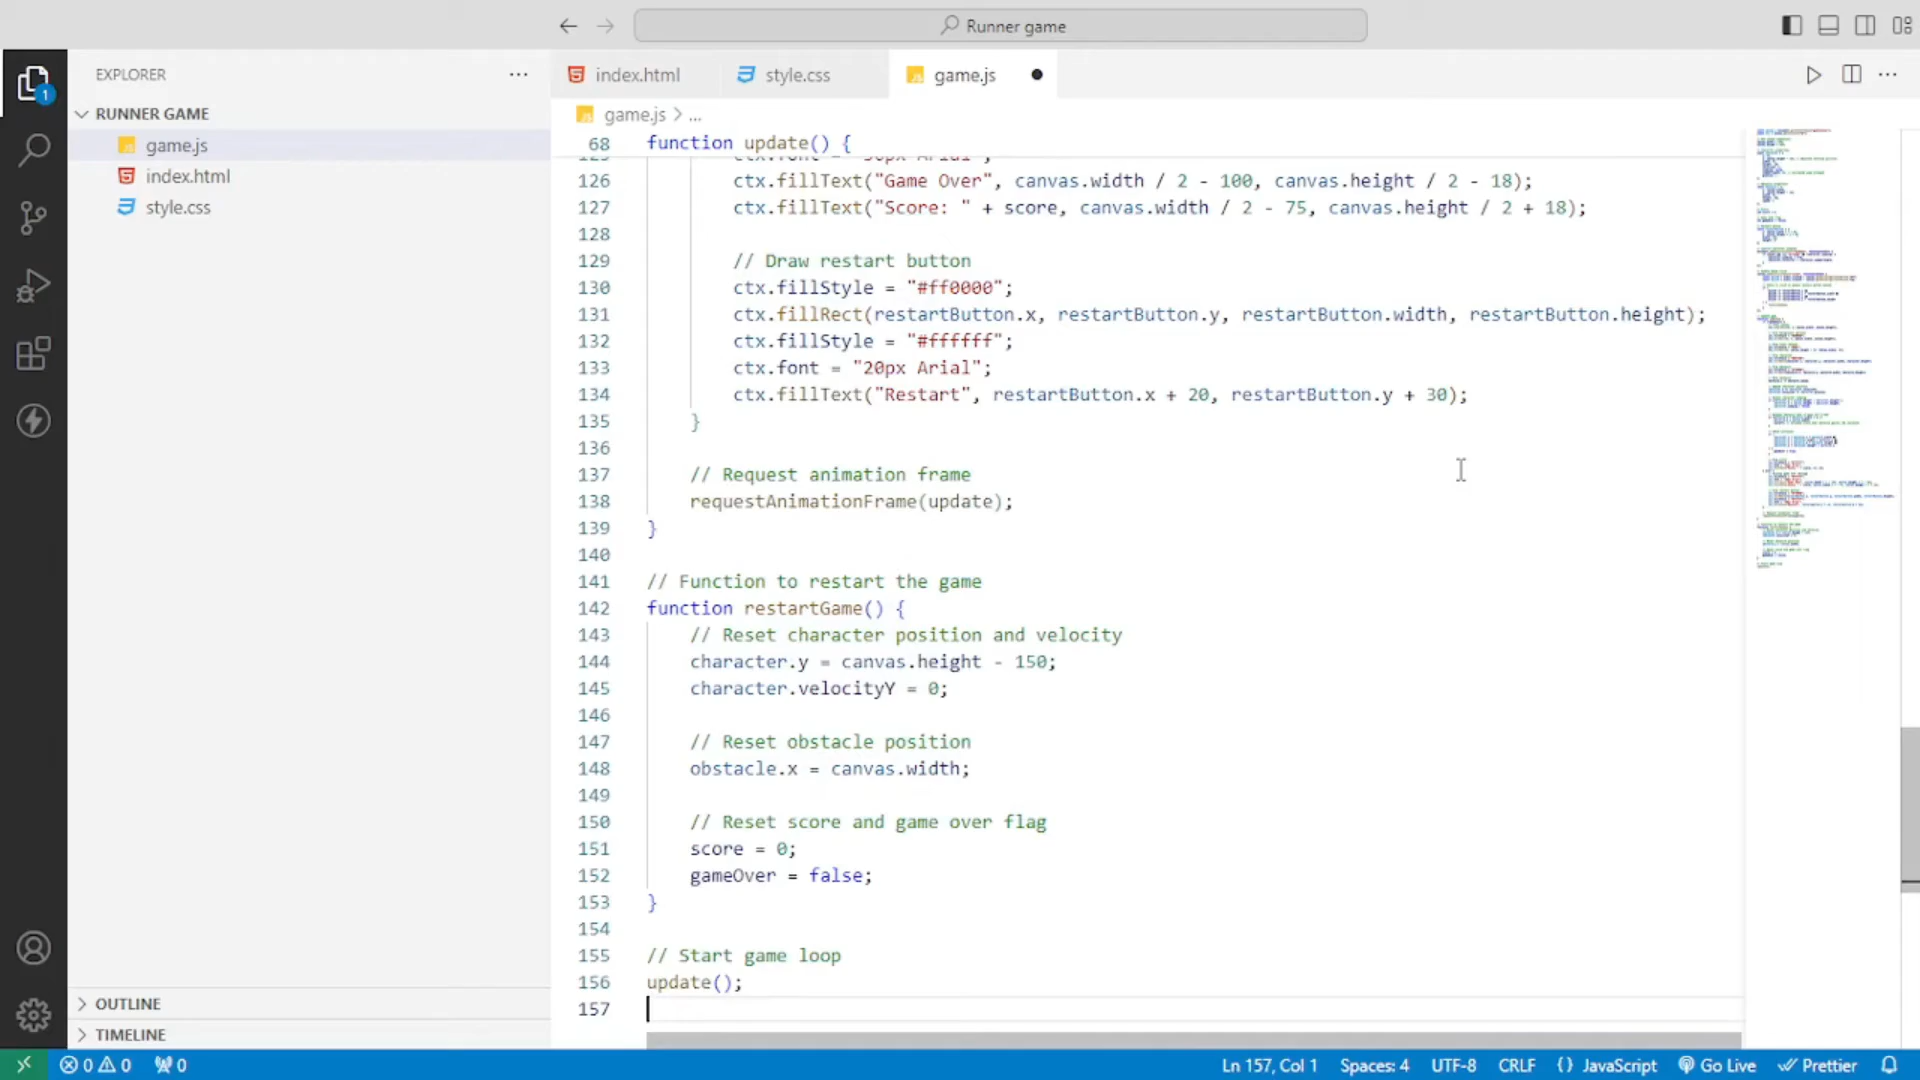 Runner game
EXPLORER
RUNNER GAME
game.js
index.html
style.css
OUTLINE
TIMELINE
1
index.html
style.css
game.js
game.js > ...
68 function update() {
126 ctx.fillText("Game Over", canvas.width / 2 - 100, canvas.height / 2 - 18);
127 ctx.fillText("Score: " + score, canvas.width / 2 - 75, canvas.height / 2 + 18);
128
129 // Draw restart button
130 ctx.fillStyle = "#ff0000";
131 ctx.fillRect(restartButton.x, restartButton.y, restartButton.width, restartButton.height);
132 ctx.fillStyle = "#ffffff";
133 ctx.font = "20px Arial";
134 ctx.fillText("Restart", restartButton.x + 20, restartButton.y + 30);
135 }
136
137 // Request animation frame
138 requestAnimationFrame(update);
139 }
140
141 // Function to restart the game
142 function restartGame() {
143 // Reset character position and velocity
144 character.y = canvas.height - 150;
145 character.velocityY = 0;
146
147 // Reset obstacle position
148 obstacle.x = canvas.width;
149
150 // Reset score and game over flag
151 score = 0;
152 gameOver = false;
153 }
154
155 // Start game loop
156 update();
157
0 0 0 Ln 157, Col 1 Spaces: 4 UTF-8 CRLF {} JavaScript Go Live Prettier